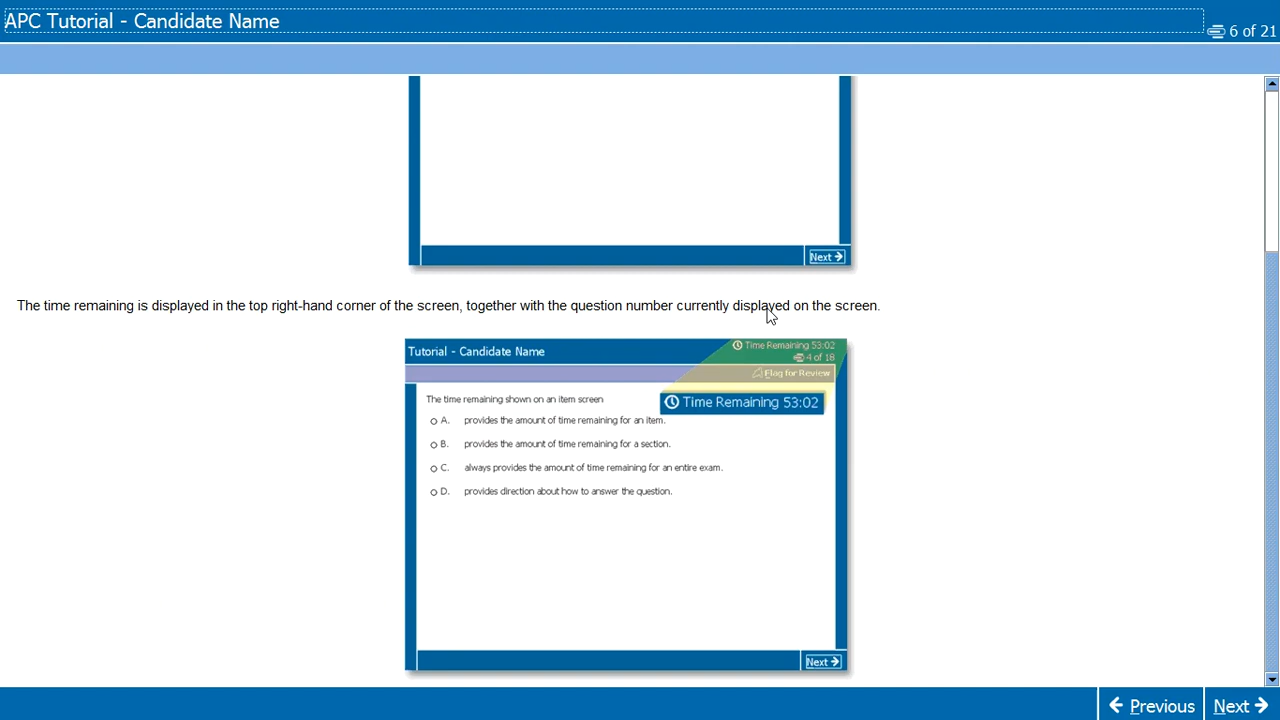 APC Tutorial - Candidate Name
6 of 21
Next
The time remaining is displayed in the top right-hand corner of the screen, together with the question number currently displayed on the screen.
Tutorial - Candidate Name
Time Remaining 53:02
4 of 18
Flag for Review
The time remaining shown on an item screen
Time Remaining 53:02
A. provides the amount of time remaining for an item.
B. provides the amount of time remaining for a section.
C. always provides the amount of time remaining for an entire exam.
D. provides direction about how to answer the question.
Next
Previous
Next